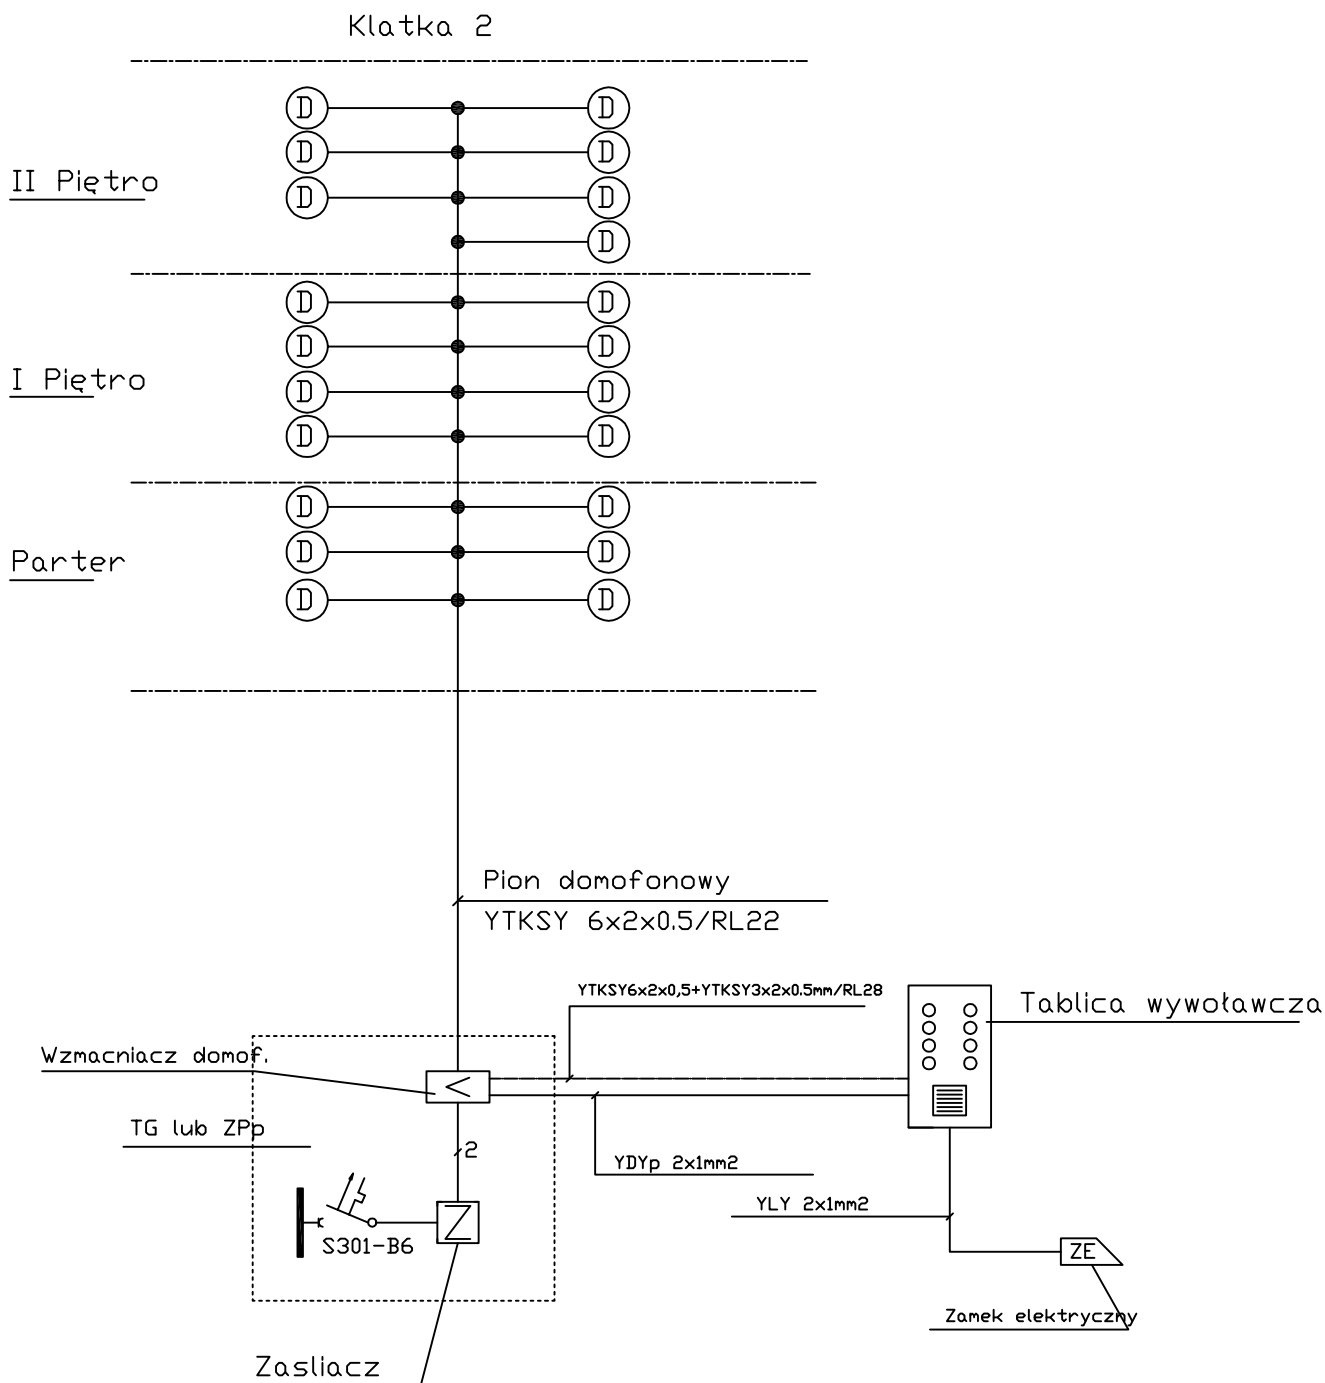 Klatka 2
D D
D D
II Piętro
D D
D
D D
D D
I Piętro
D D
D D
D D
Parter
D D
D D
Pion domofonowy
YTKSY 6x2x0.5/RL22
YTKSY6x2x0,5+YTKSY3x2x0.5mm/RL28
Tablica wywoławcza
Wzmacniacz domof.
<
TG lub ZPp
2
YDYp 2x1mm2
YLY 2x1mm2
Z
S301-B6
ZE
Zamek elektryczny
Zasliacz